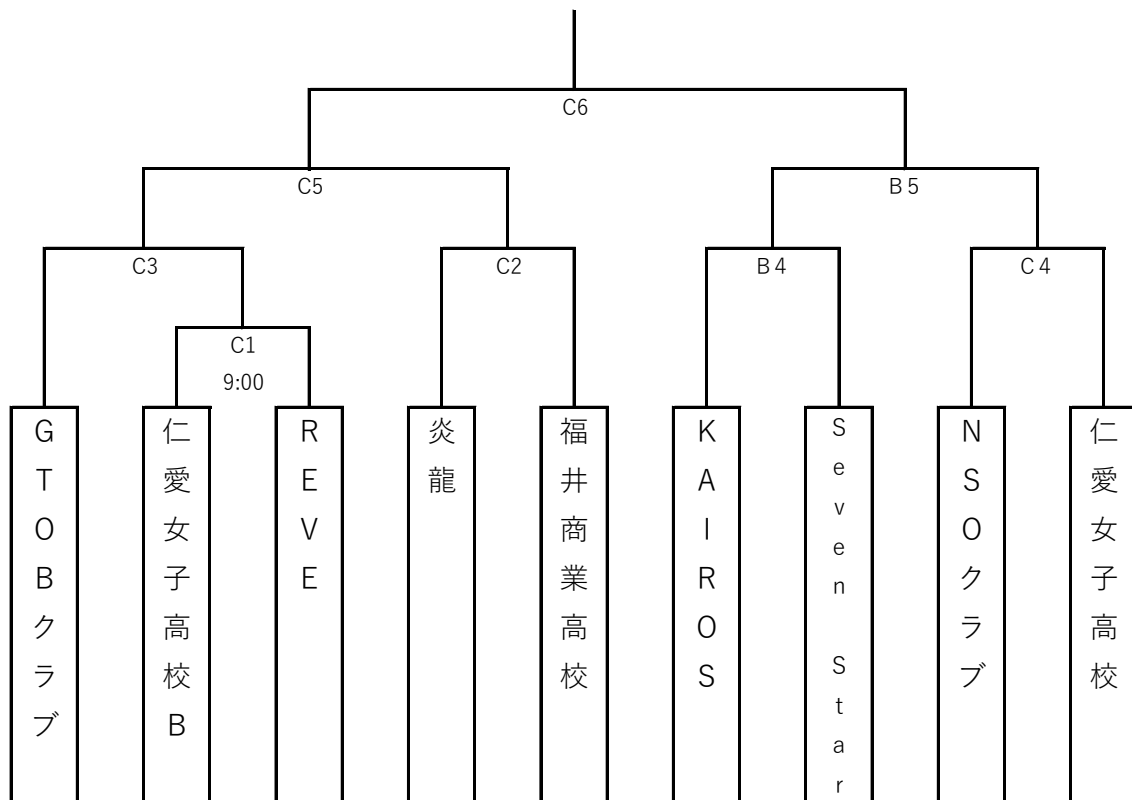 C6
C5
B5
C3
C2
B4
C4
C1
9:00
GTOBクラブ
仁愛女子高校B
REVE
炎龍
福井商業高校
KAIROS
Seven Star
NSOクラブ
仁愛女子高校